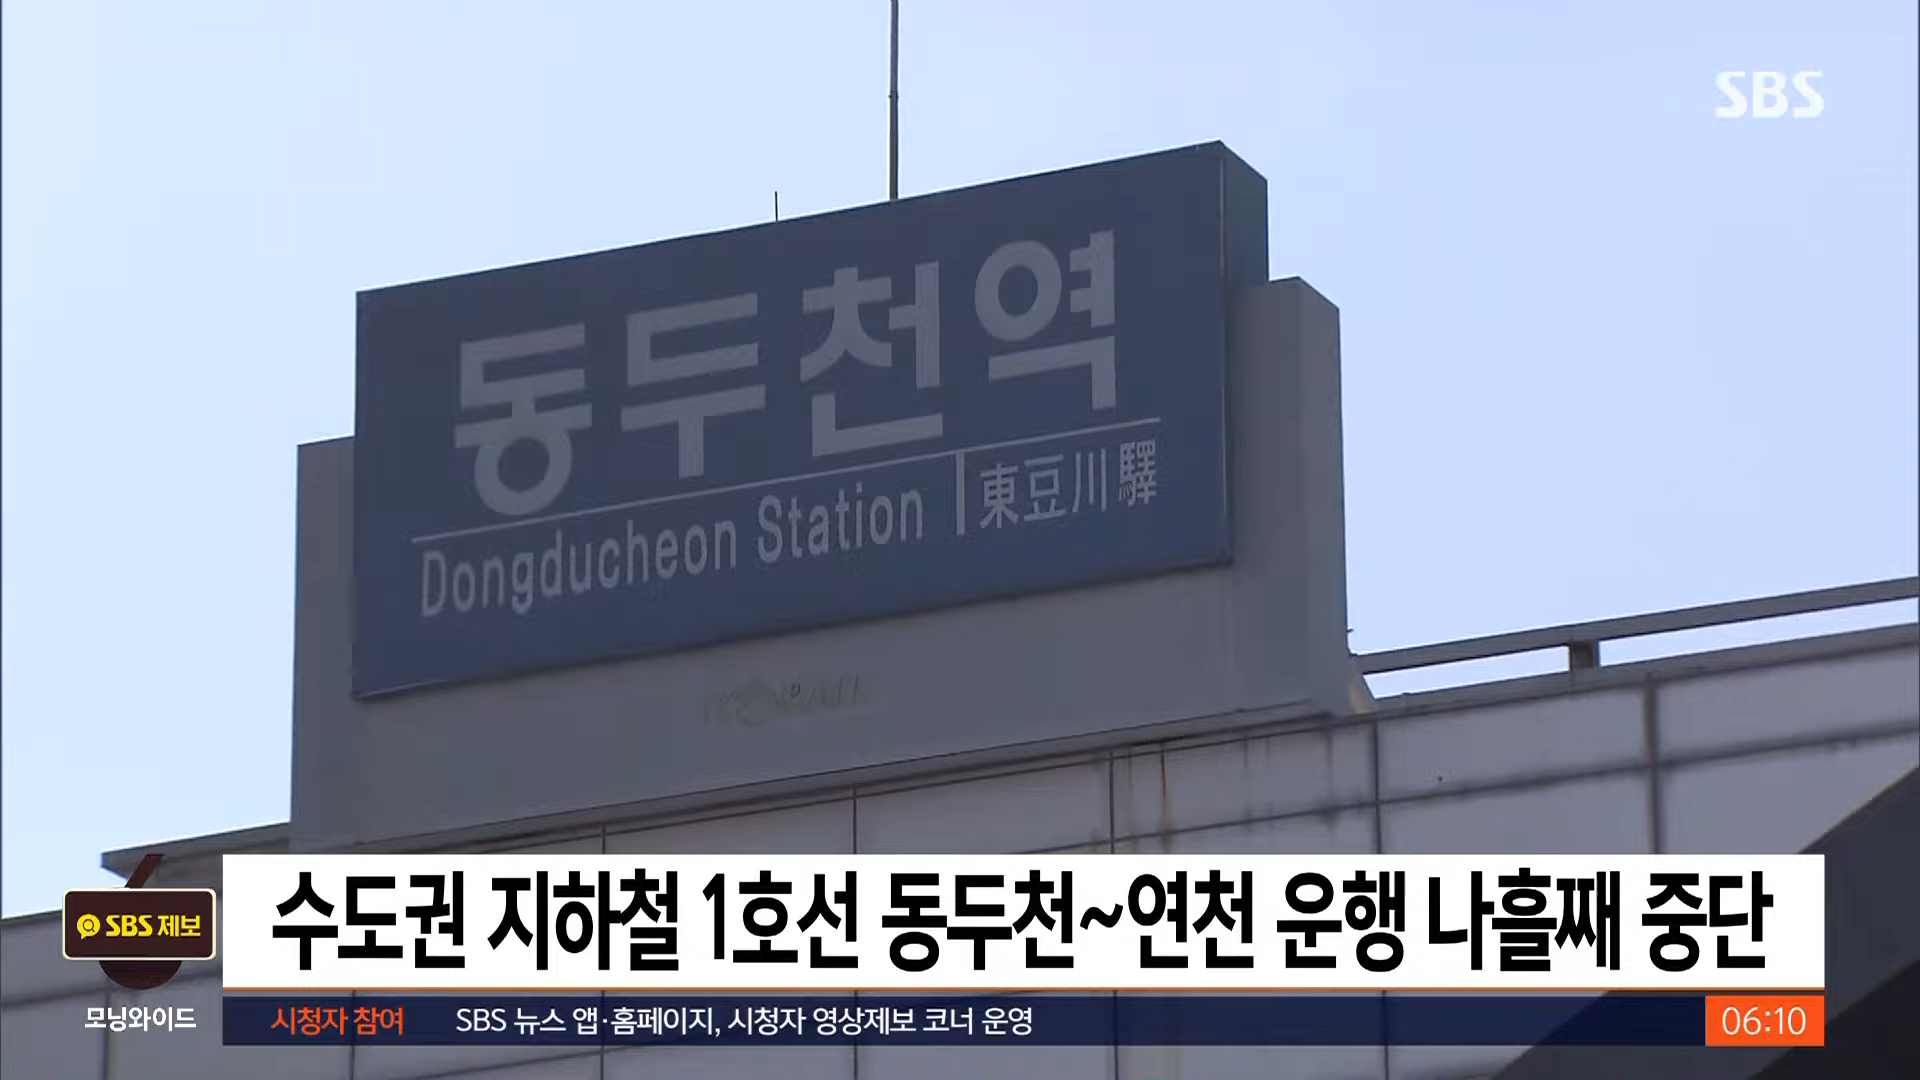 SBS
동두천역
Dongducheon Station 東豆川驛
수도권 지하철 1호선 동두천~연천 운행 나흘째 중단
SBS 제보
모닝와이드
시청자 참여 SBS 뉴스 앱·홈페이지, 시청자 영상제보 코너 운영
06:10